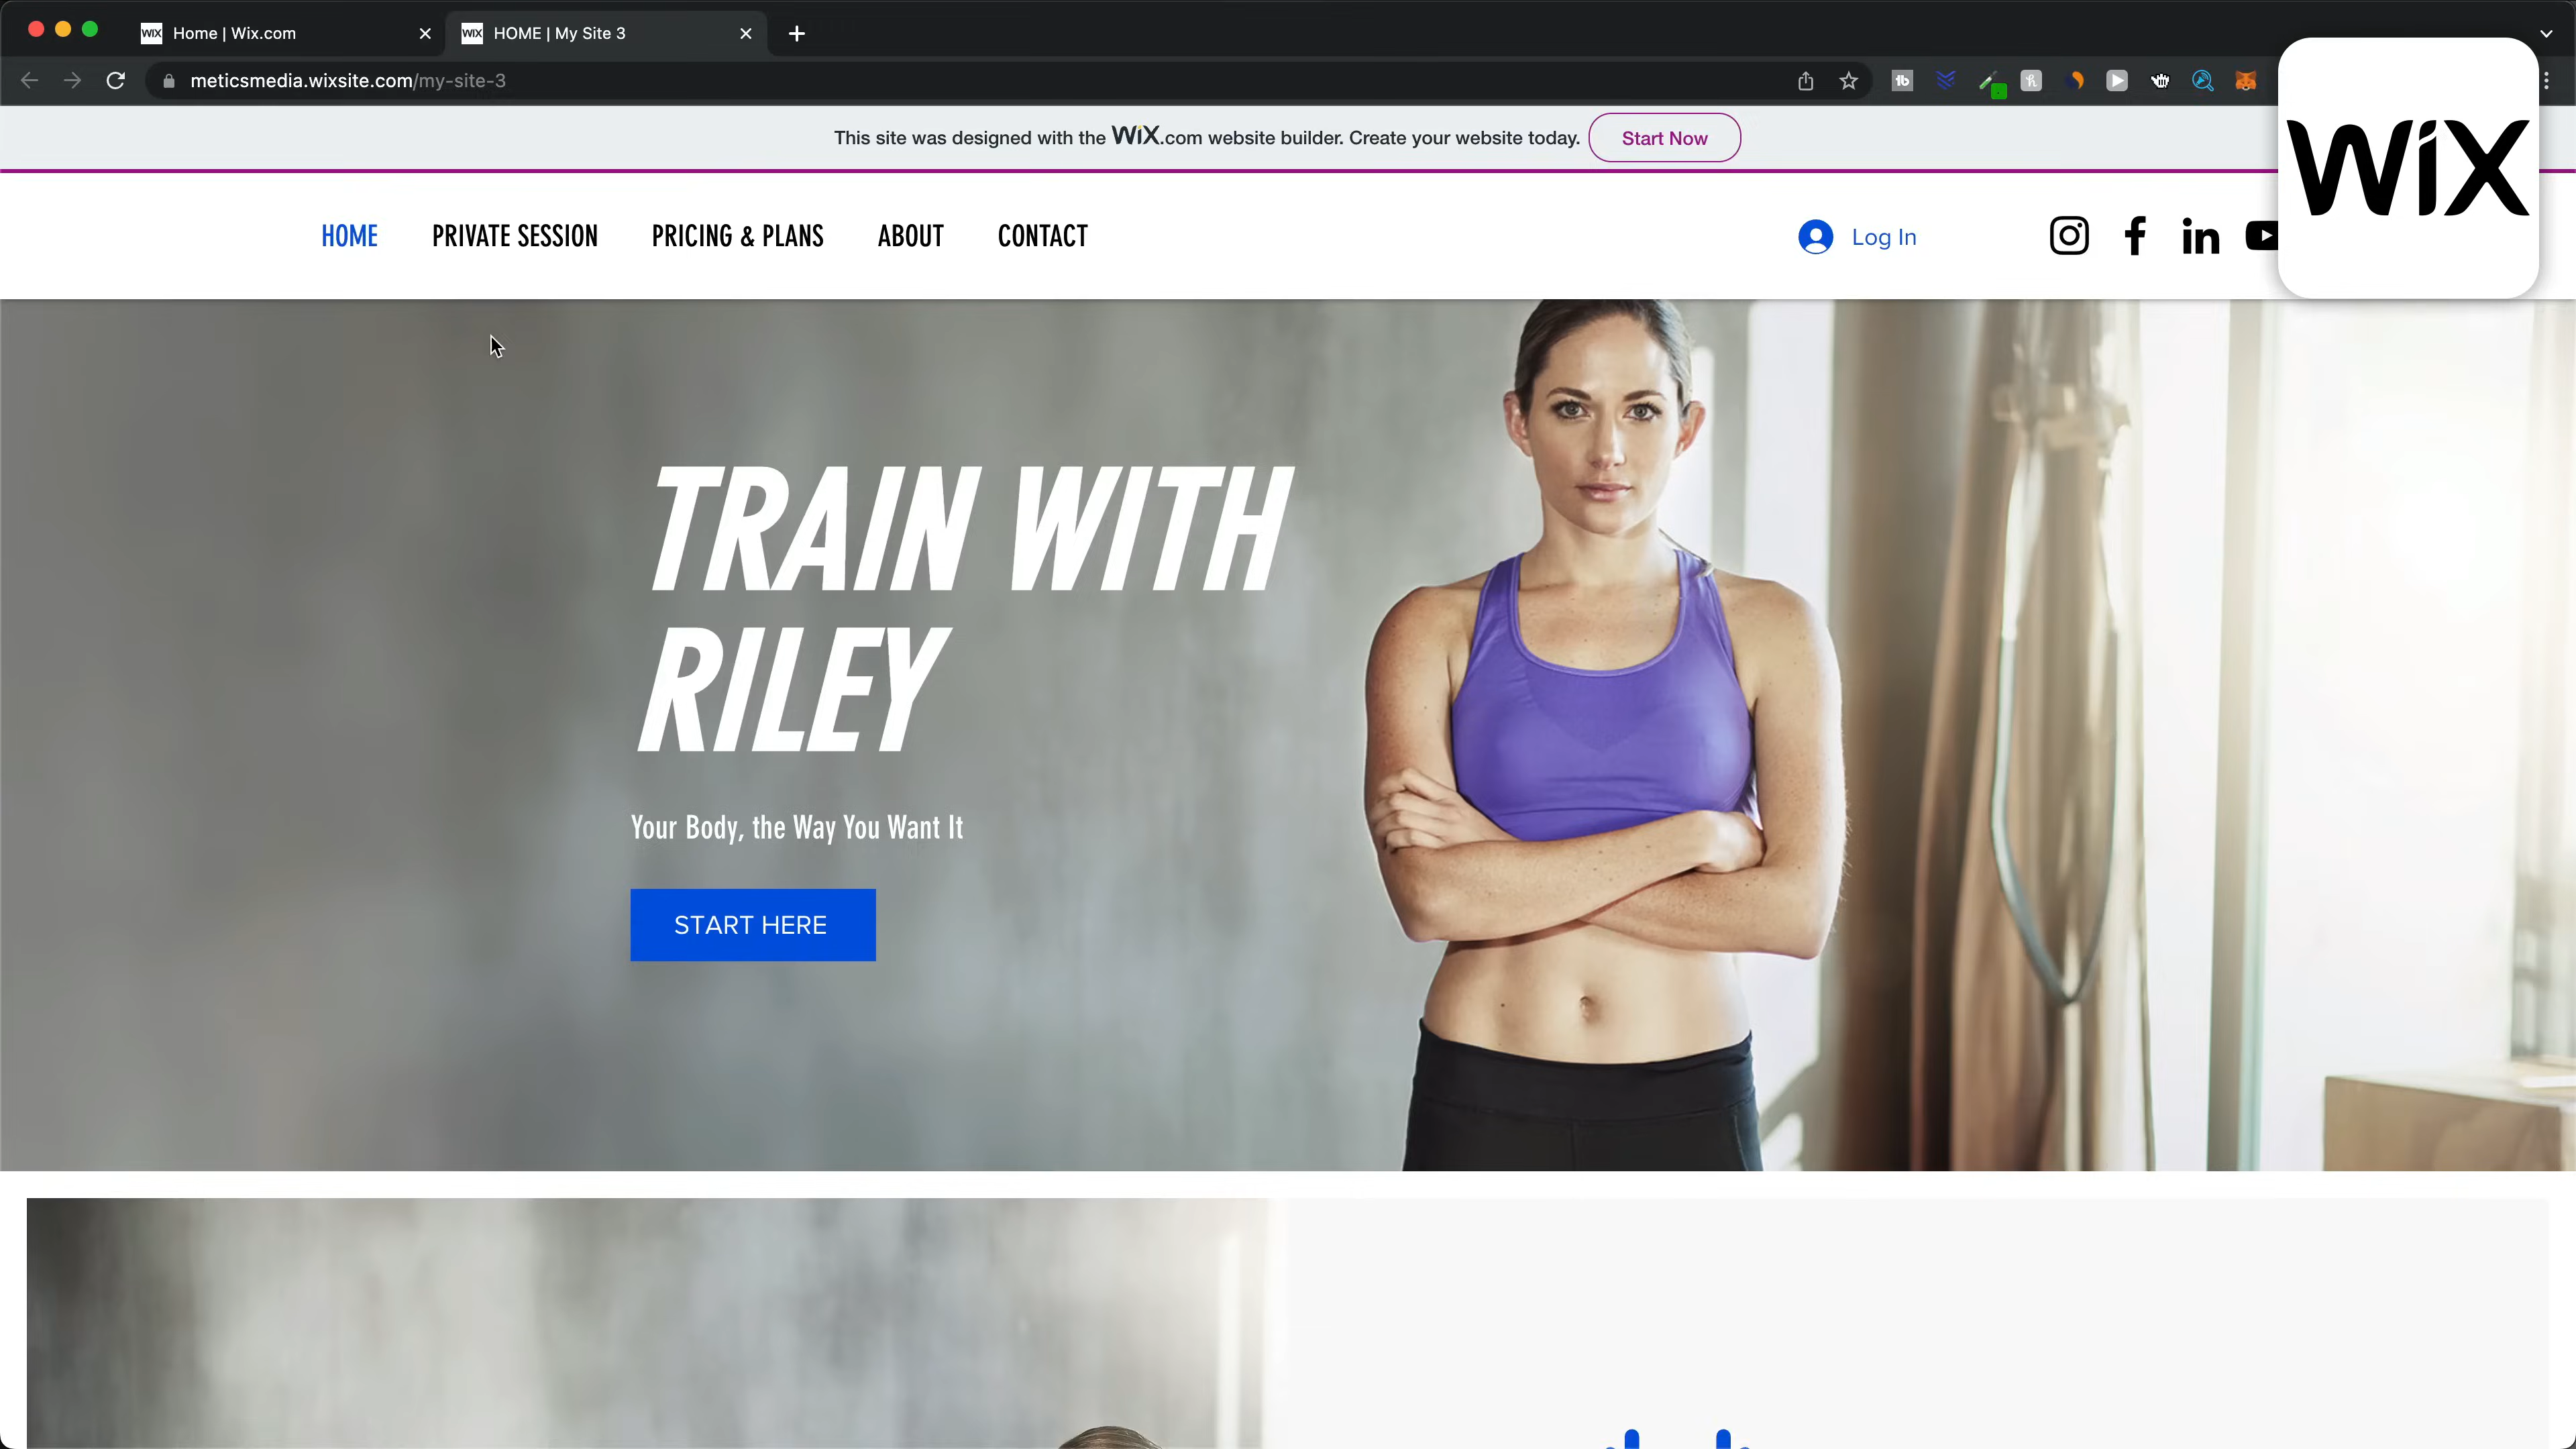 WIX Home | Wix.com
WIX HOME | My Site 3
meticsmedia.wixsite.com/my-site-3
This site was designed with the WiX.com website builder. Create your website today. Start Now
WiX
HOME PRIVATE SESSION PRICING & PLANS ABOUT CONTACT Log In
TRAIN WITH
RILEY
Your Body, the Way You Want It
START HERE